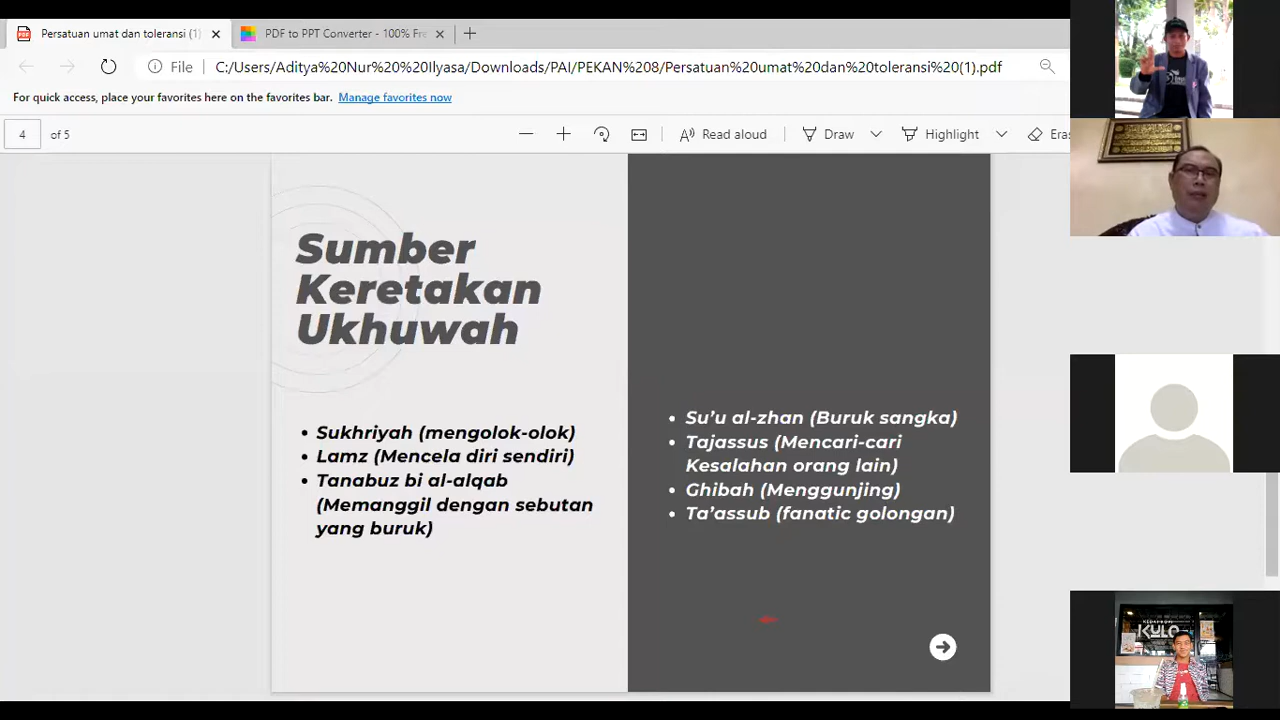 Persatuan umat dan toleransi (1)
PDF to PPT Converter - 100% Fre
File
C:/Users/Aditya%20Nur%20%20Ilyasa/Downloads/PAI/PEKAN%208/Persatuan%20umat%20dan%20toleransi%20(1).pdf
For quick access, place your favorites here on the favorites bar. Manage favorites now
4 of 5
Read aloud
Draw
Highlight
Eras
Sumber
Keretakan
Ukhuwah
• Sukhriyah (mengolok-olok)
• Lamz (Mencela diri sendiri)
• Tanabuz bi al-alqab
(Memanggil dengan sebutan
yang buruk)
• Su’u al-zhan (Buruk sangka)
• Tajassus (Mencari-cari
Kesalahan orang lain)
• Ghibah (Menggunjing)
• Ta’assub (fanatic golongan)
KULO